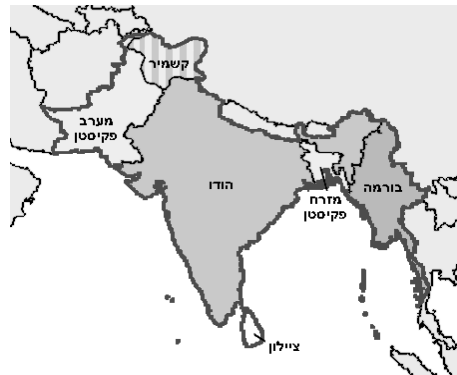 קשמיר
מערב
פקיסטן
הודו
בורמה
מזרח
פקיסטן
ציילון